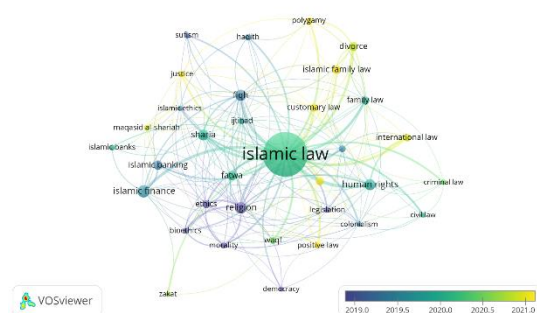 polygamy
sufism
hadith
divorce
justice
islamic family law
fiqh
family law
islamic ethics
customary law
ijtihad
maqasid al shariah
sharia
international law
islamic banks
islamic law
islamic banking
fatwa
human rights
criminal law
islamic finance
ethics
religion
legislation
civil law
colonialism
bioethics
morality
waqf
positive law
zakat
democracy
VOSviewer
2019.0 2019.5 2020.0 2020.5 2021.0